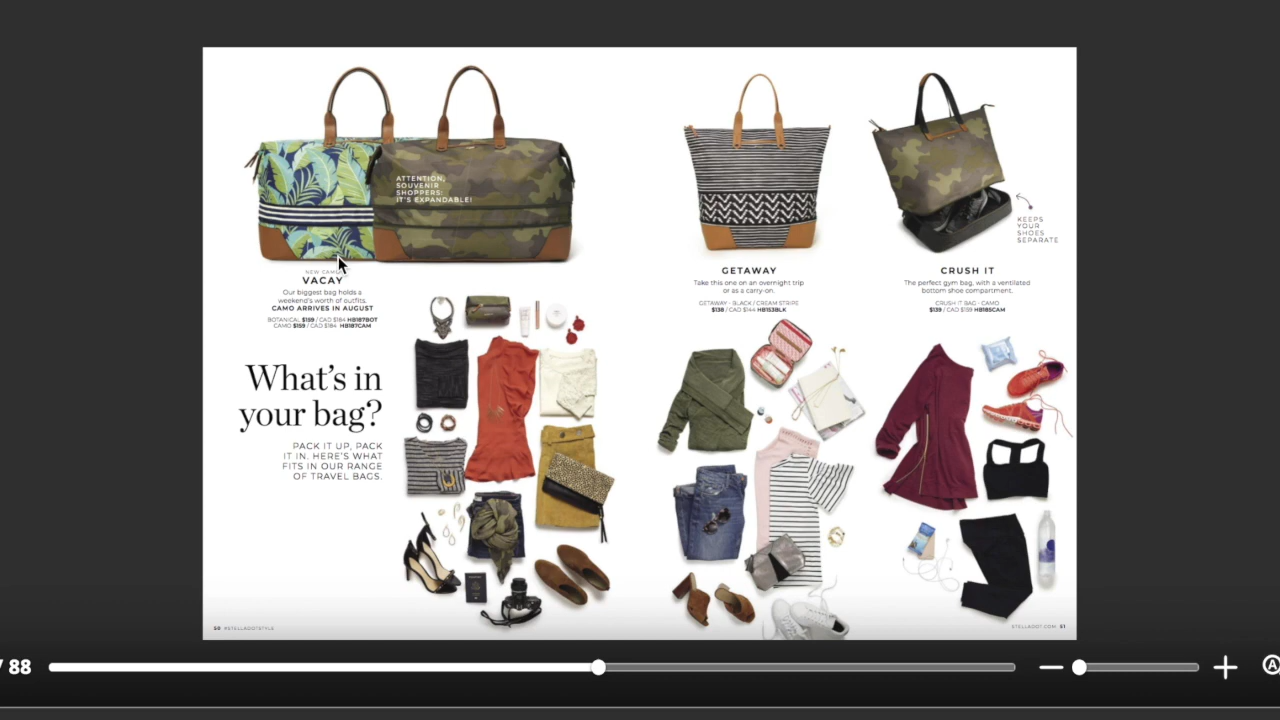 ATTENTION,
SOUVENIR
SHOPPERS:
IT'S EXPANDABLE!
NEW CAMO
VACAY
Our biggest bag holds a
weekend's worth of outfits.
CAMO ARRIVES IN AUGUST
BOTANICAL $159 / CAD $184 HB187BOT
CAMO $159 / CAD $184 HB187CAM
What's in
your bag?
PACK IT UP, PACK
IT IN. HERE'S WHAT
FITS IN OUR RANGE
OF TRAVEL BAGS.
50 #STELLADOTSTYLE
GETAWAY
Take this one on an overnight trip
or as a carry-on.
GETAWAY - BLACK / CREAM STRIPE
$138 / CAD $144 HB153BLK
KEEPS
YOUR
SHOES
SEPARATE
CRUSH IT
The perfect gym bag, with a ventilated
bottom shoe compartment.
CRUSH IT BAG - CAMO
$139 / CAD $159 HB185CAM
STELLADOT.COM 51
/ 88
A